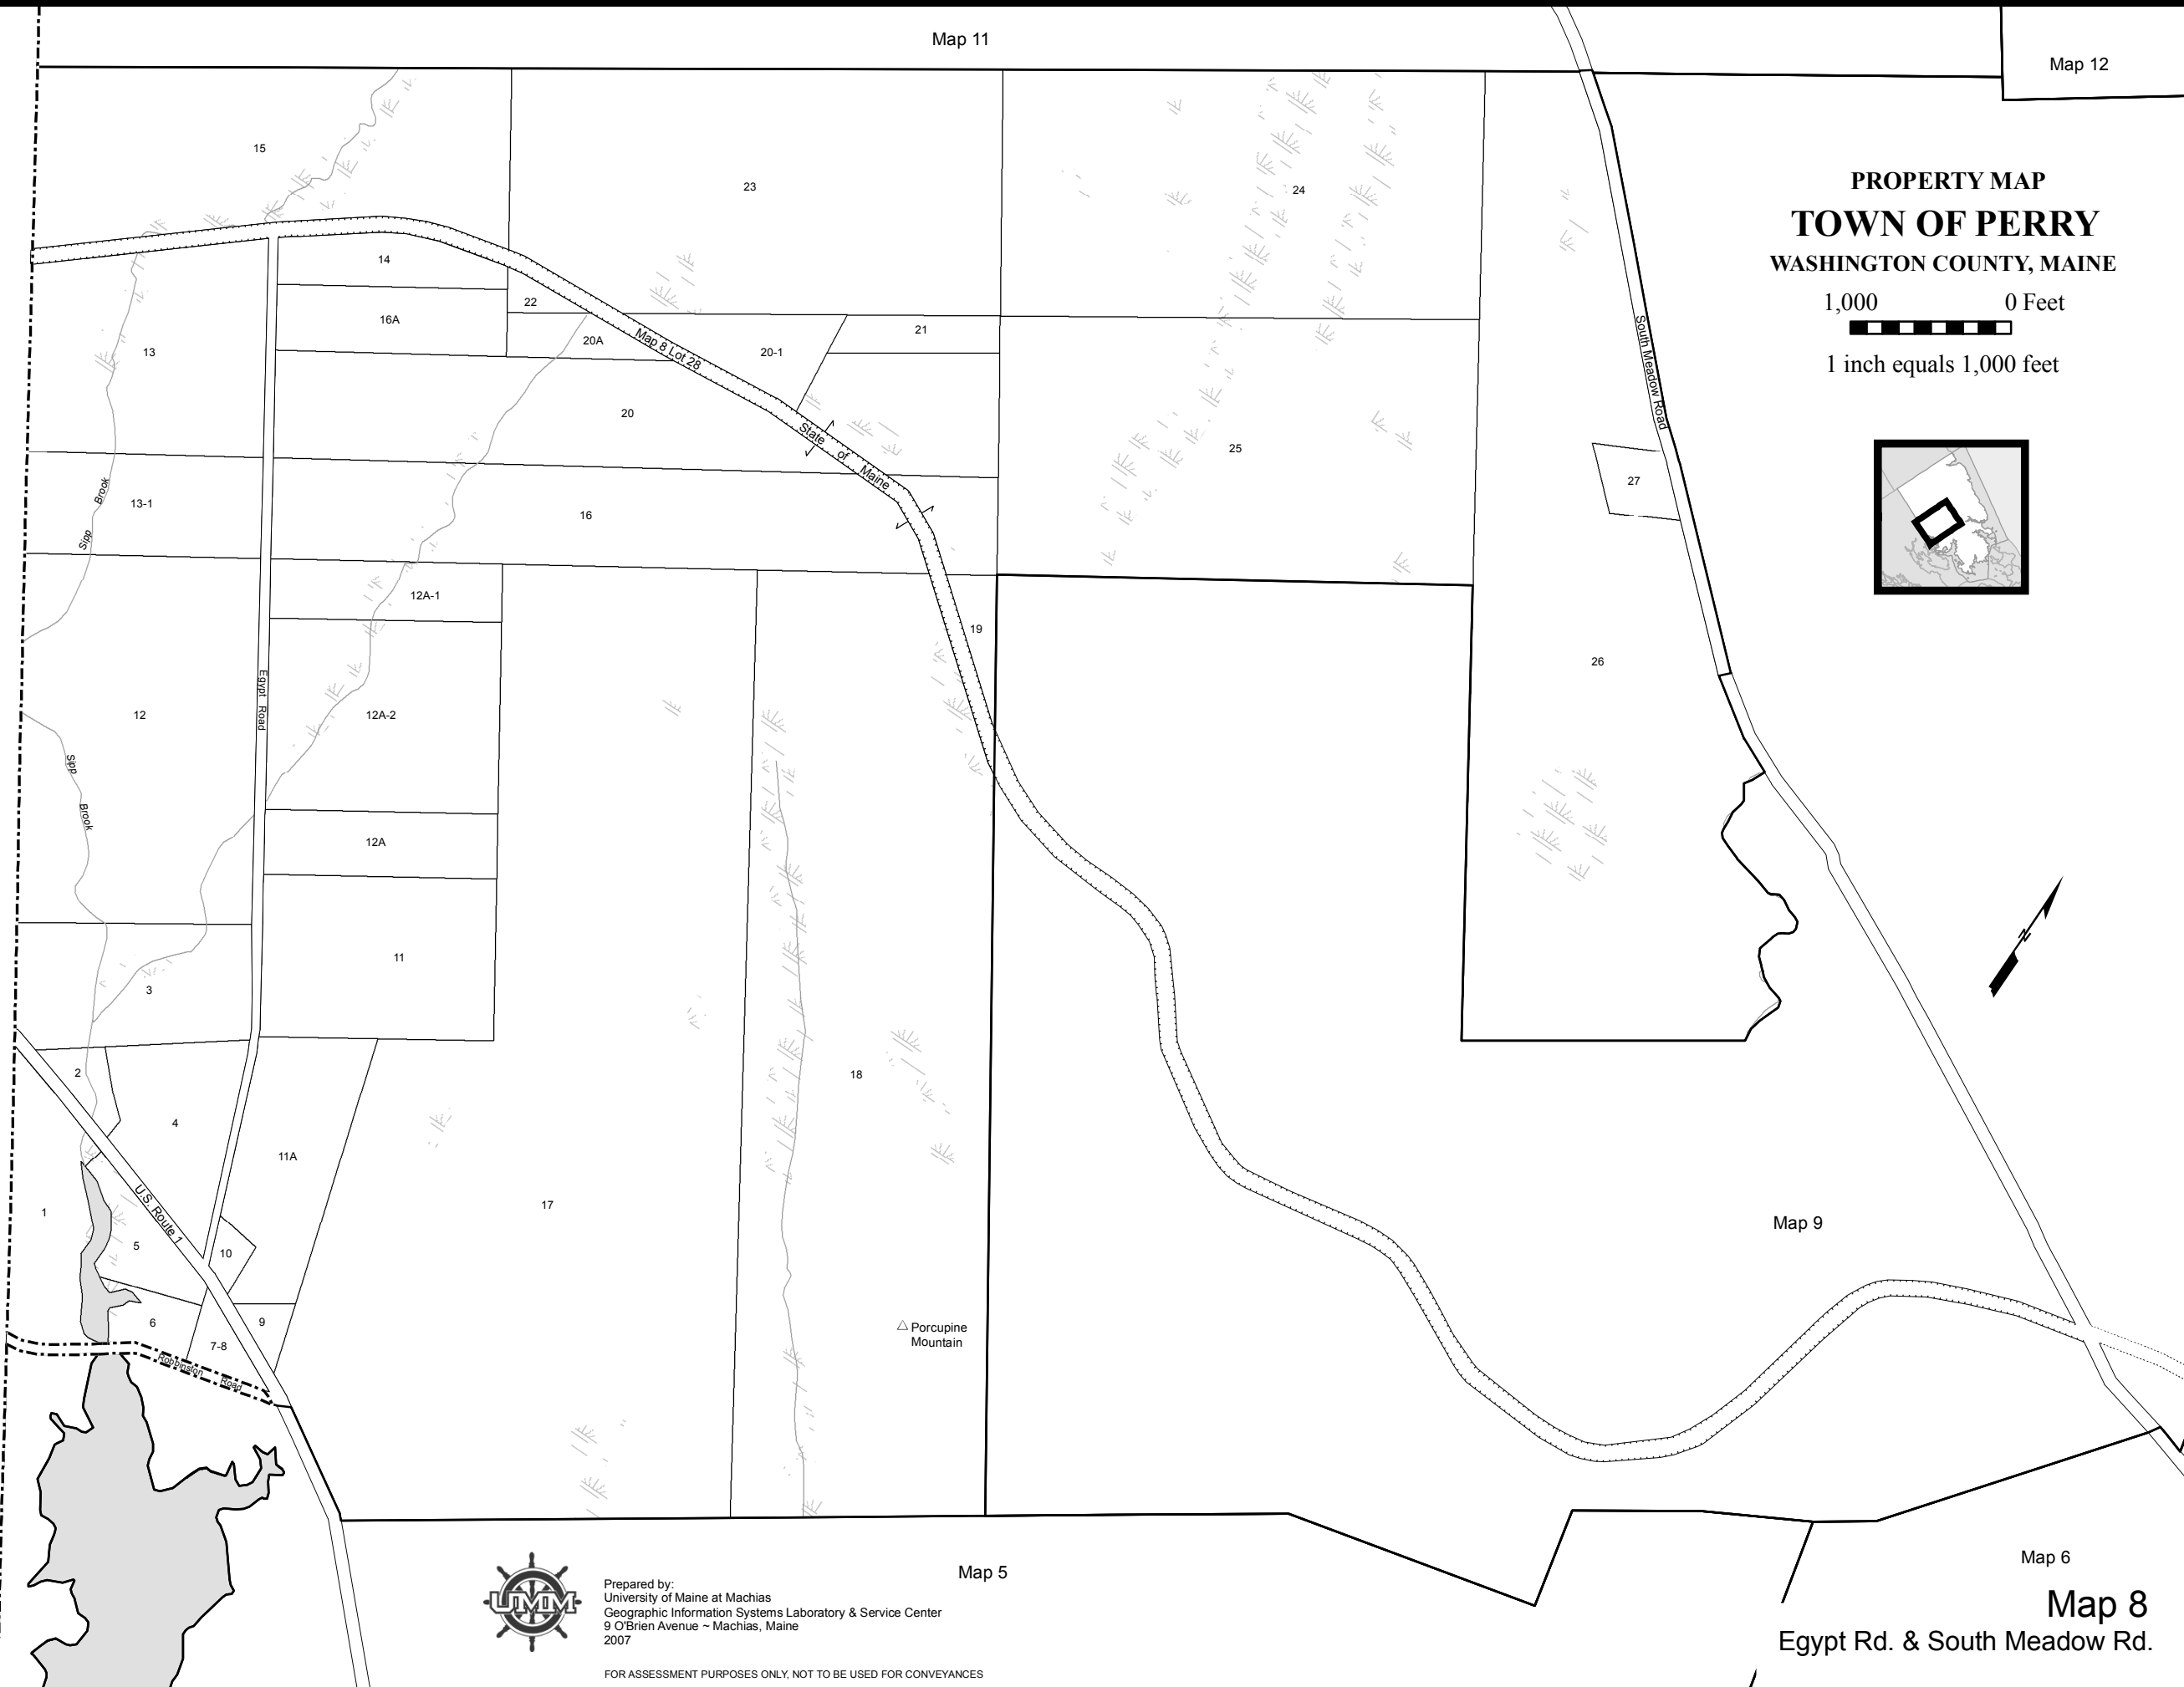 Map 11
Map 12
PROPERTY MAP
TOWN OF PERRY
WASHINGTON COUNTY, MAINE
1,000 0 Feet
1 inch equals 1,000 feet
15
23
24
14
22
16A
20A
Map 8 Lot 28
20-1
21
South Meadow Road
13
20
State of Maine
25
27
13-1
Sipp Brook
16
12A-1
19
26
12
Egypt Road
12A-2
Sipp Brook
12A
11
3
2
18
4
11A
17
1
U.S. Route 1
5
10
Map 9
6
7-8
9
Porcupine
Mountain
Robbinston Road
N
UMM
Prepared by:
University of Maine at Machias
Geographic Information Systems Laboratory & Service Center
9 O'Brien Avenue ~ Machias, Maine
2007
FOR ASSESSMENT PURPOSES ONLY, NOT TO BE USED FOR CONVEYANCES
Map 5
Map 6
Map 8
Egypt Rd. & South Meadow Rd.